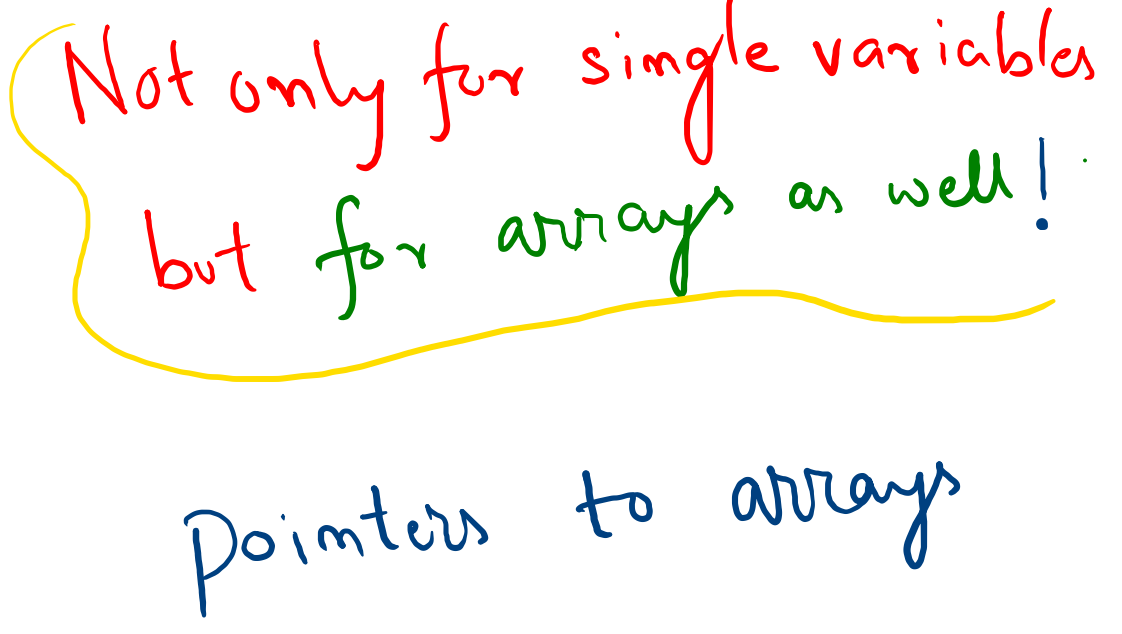 Not only for single variables
but for arrays as well!
pointers to arrays